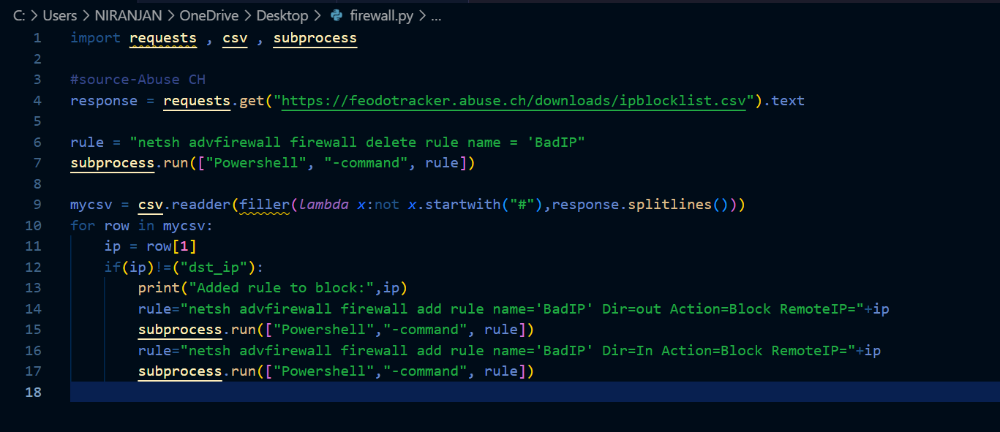 C: > Users > NIRANJAN > OneDrive > Desktop > firewall.py > ...
1 import requests , csv , subprocess
2
3 #source-Abuse CH
4 response = requests.get("https://feodotracker.abuse.ch/downloads/ipblocklist.csv").text
5
6 rule = "netsh advfirewall firewall delete rule name = 'BadIP"
7 subprocess.run(["Powershell", "-command", rule])
8
9 mycsv = csv.readder(filler(lambda x:not x.startwith("#"),response.splitlines()))
10 for row in mycsv:
11     ip = row[1]
12     if(ip)!=("dst_ip"):
13         print("Added rule to block:",ip)
14         rule="netsh advfirewall firewall add rule name='BadIP' Dir=out Action=Block RemoteIP="+ip
15         subprocess.run(["Powershell","-command", rule])
16         rule="netsh advfirewall firewall add rule name='BadIP' Dir=In Action=Block RemoteIP="+ip
17         subprocess.run(["Powershell","-command", rule])
18